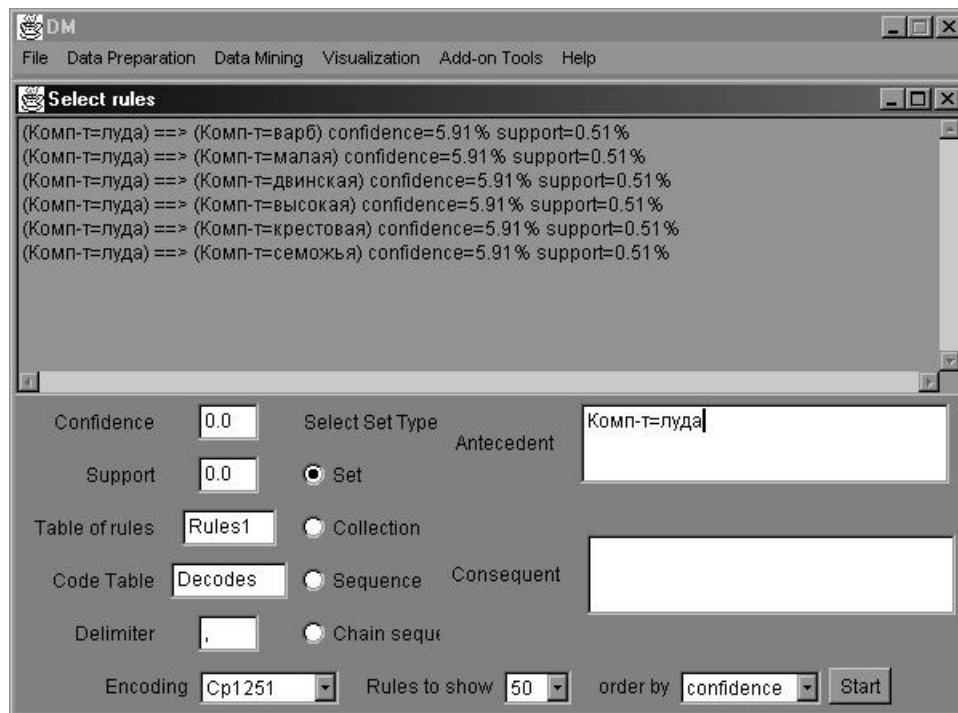 DM
File Data Preparation Data Mining Visualization Add-on Tools Help
Select rules
(Комп-т=луда) ==> (Комп-т=варб) confidence=5.91% support=0.51%
(Комп-т=луда) ==> (Комп-т=малая) confidence=5.91% support=0.51%
(Комп-т=луда) ==> (Комп-т=двинская) confidence=5.91% support=0.51%
(Комп-т=луда) ==> (Комп-т=высокая) confidence=5.91% support=0.51%
(Комп-т=луда) ==> (Комп-т=крестовая) confidence=5.91% support=0.51%
(Комп-т=луда) ==> (Комп-т=семожья) confidence=5.91% support=0.51%
Confidence 0.0 Select Set Type Antecedent Комп-т=луда
Support 0.0 Set
Table of rules Rules1 Collection
Code Table Decodes Sequence Consequent
Delimiter , Chain seque
Encoding Cp1251 Rules to show 50 order by confidence Start